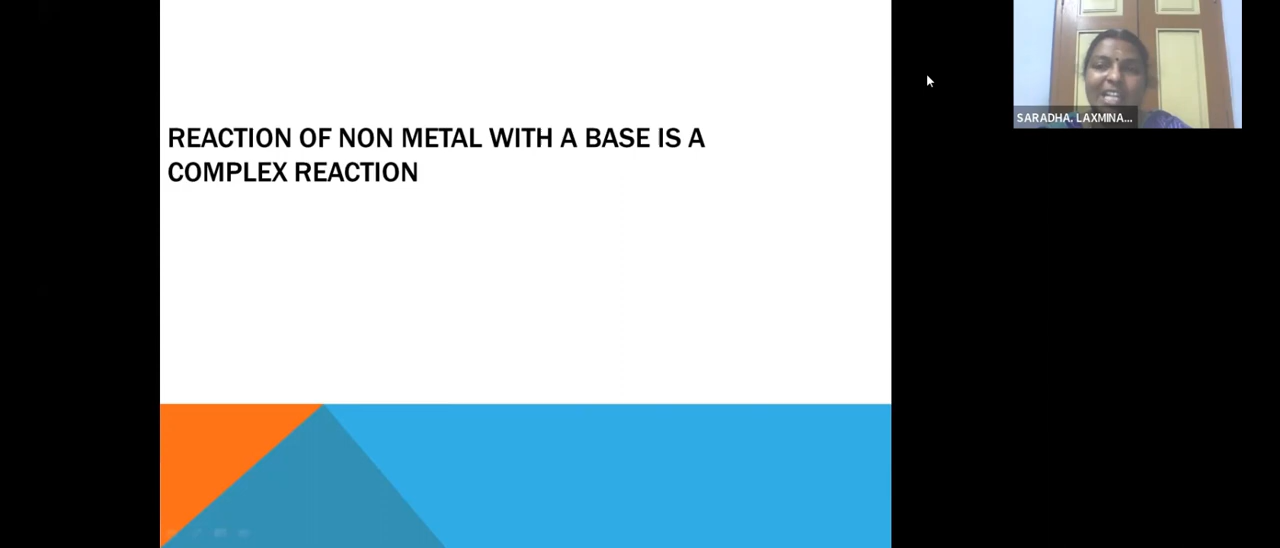 REACTION OF NON METAL WITH A BASE IS A
COMPLEX REACTION
SARADHA. LAXMINA...